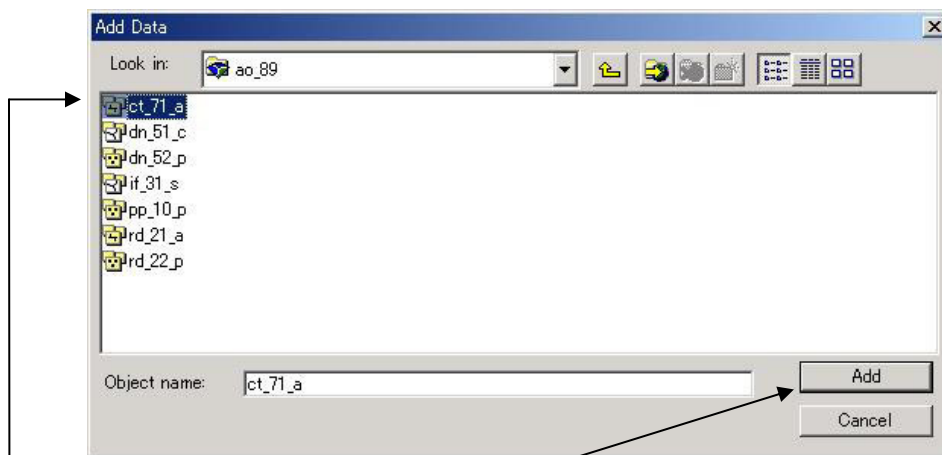 Add Data
Look in: ao_89
ct_71_a
dn_51_c
dn_52_p
if_31_s
pp_10_p
rd_21_a
rd_22_p
Object name: ct_71_a
Add
Cancel